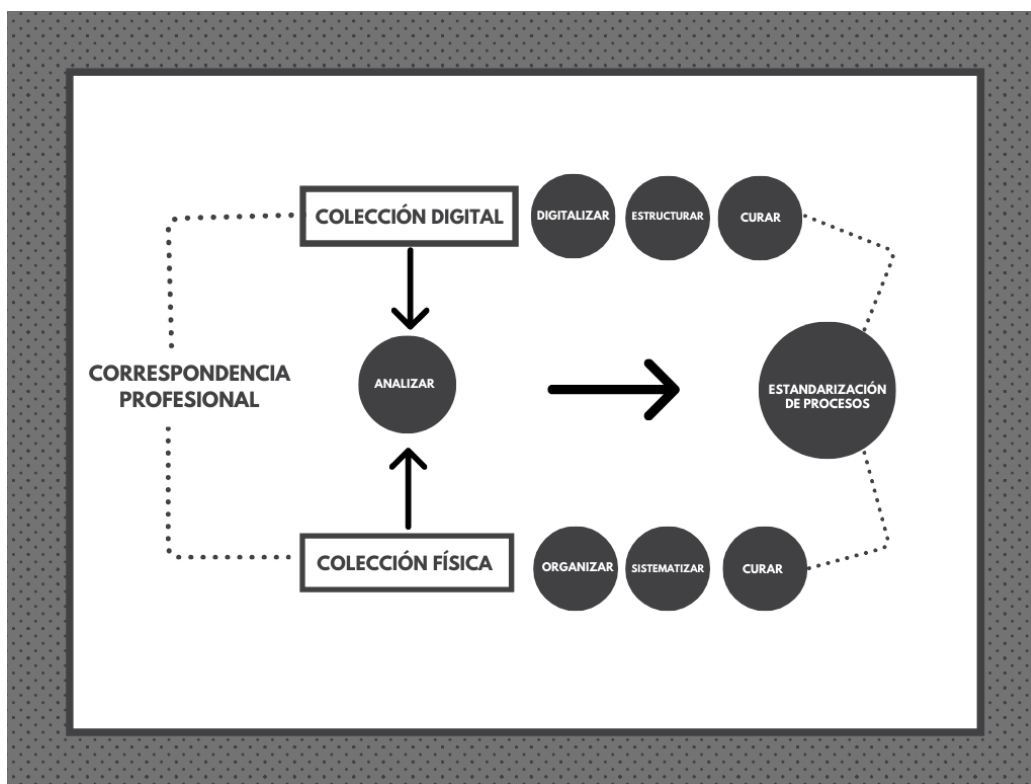 COLECCIÓN DIGITAL
DIGITALIZAR
ESTRUCTURAR
CURAR
CORRESPONDENCIA
PROFESIONAL
ANALIZAR
ESTANDARIZACIÓN
DE PROCESOS
COLECCIÓN FÍSICA
ORGANIZAR
SISTEMATIZAR
CURAR